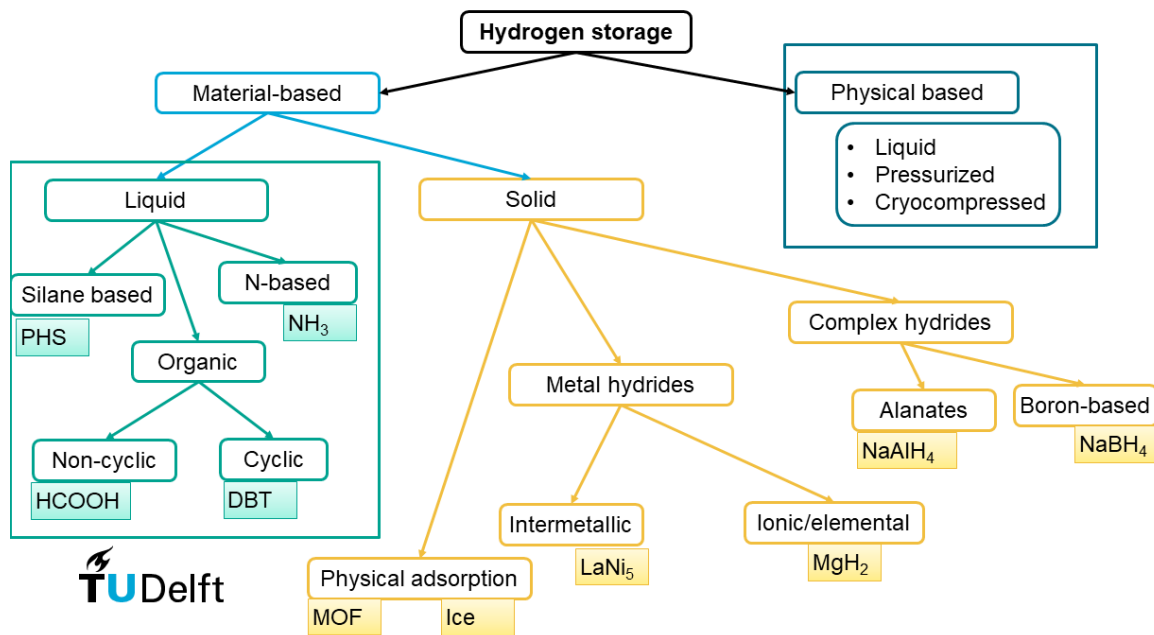 Hydrogen storage
Material-based
Physical based
• Liquid
• Pressurized
• Cryocompressed
Liquid
Solid
Silane based
PHS
N-based
NH₃
Organic
Non-cyclic
HCOOH
Cyclic
DBT
Complex hydrides
Metal hydrides
Alanates
NaAlH₄
Boron-based
NaBH₄
Intermetallic
LaNi₅
Ionic/elemental
MgH₂
Physical adsorption
MOF
Ice
TUDelft